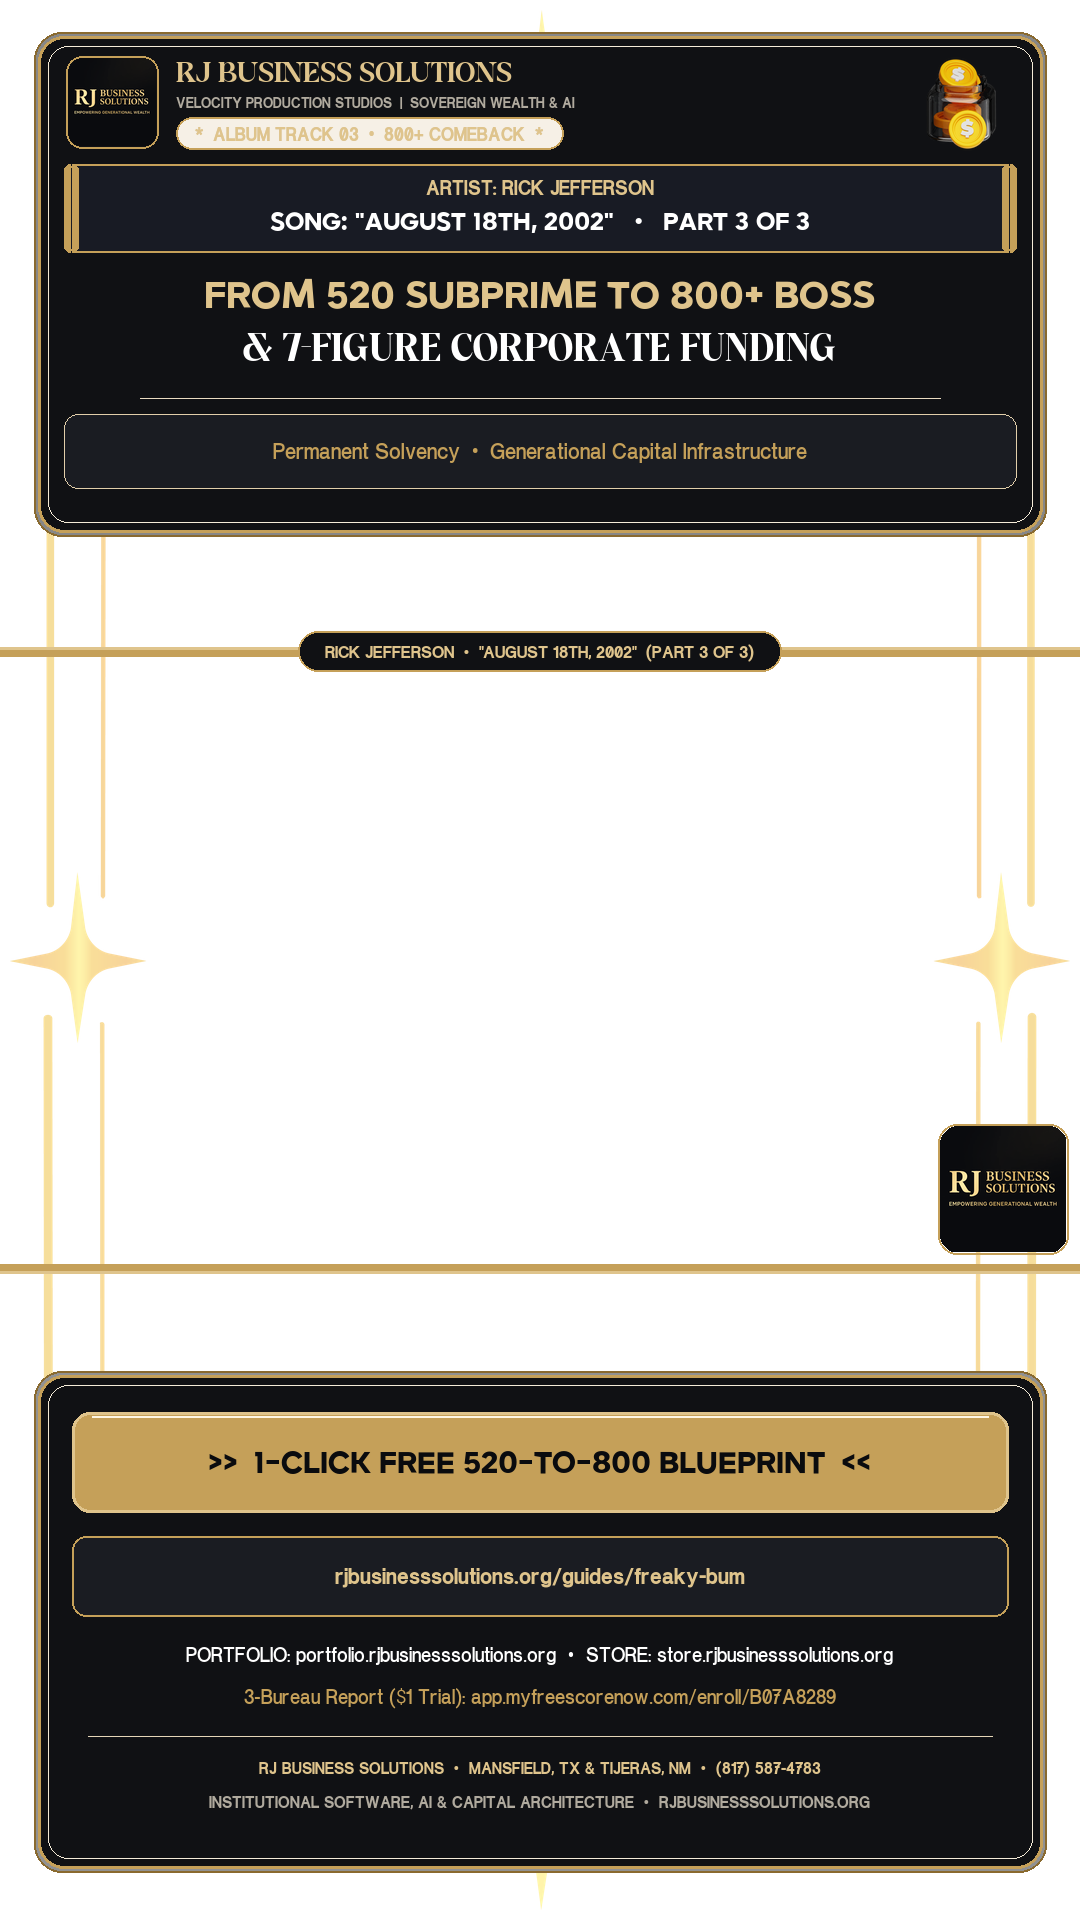 RJ BUSINESS SOLUTIONS
RJ BUSINESS SOLUTIONS
EMPOWERING GENERATIONAL WEALTH
VELOCITY PRODUCTION STUDIOS | SOVEREIGN WEALTH & AI
* ALBUM TRACK 03 • 800+ COMEBACK *
ARTIST: RICK JEFFERSON
SONG: "AUGUST 18TH, 2002" • PART 3 OF 3
FROM 520 SUBPRIME TO 800+ BOSS
& 7-FIGURE CORPORATE FUNDING
Permanent Solvency • Generational Capital Infrastructure
RICK JEFFERSON • "AUGUST 18TH, 2002" (PART 3 OF 3)
RJ BUSINESS SOLUTIONS
EMPOWERING GENERATIONAL WEALTH
>> 1-CLICK FREE 520-TO-800 BLUEPRINT <<
rjbusinesssolutions.org/guides/freaky-bum
PORTFOLIO: portfolio.rjbusinesssolutions.org • STORE: store.rjbusinesssolutions.org
3-Bureau Report ($1 Trial): app.myfreescorenow.com/enroll/B07A8289
RJ BUSINESS SOLUTIONS • MANSFIELD, TX & TIJERAS, NM • (817) 587-4783
INSTITUTIONAL SOFTWARE, AI & CAPITAL ARCHITECTURE • RJBUSINESSSOLUTIONS.ORG